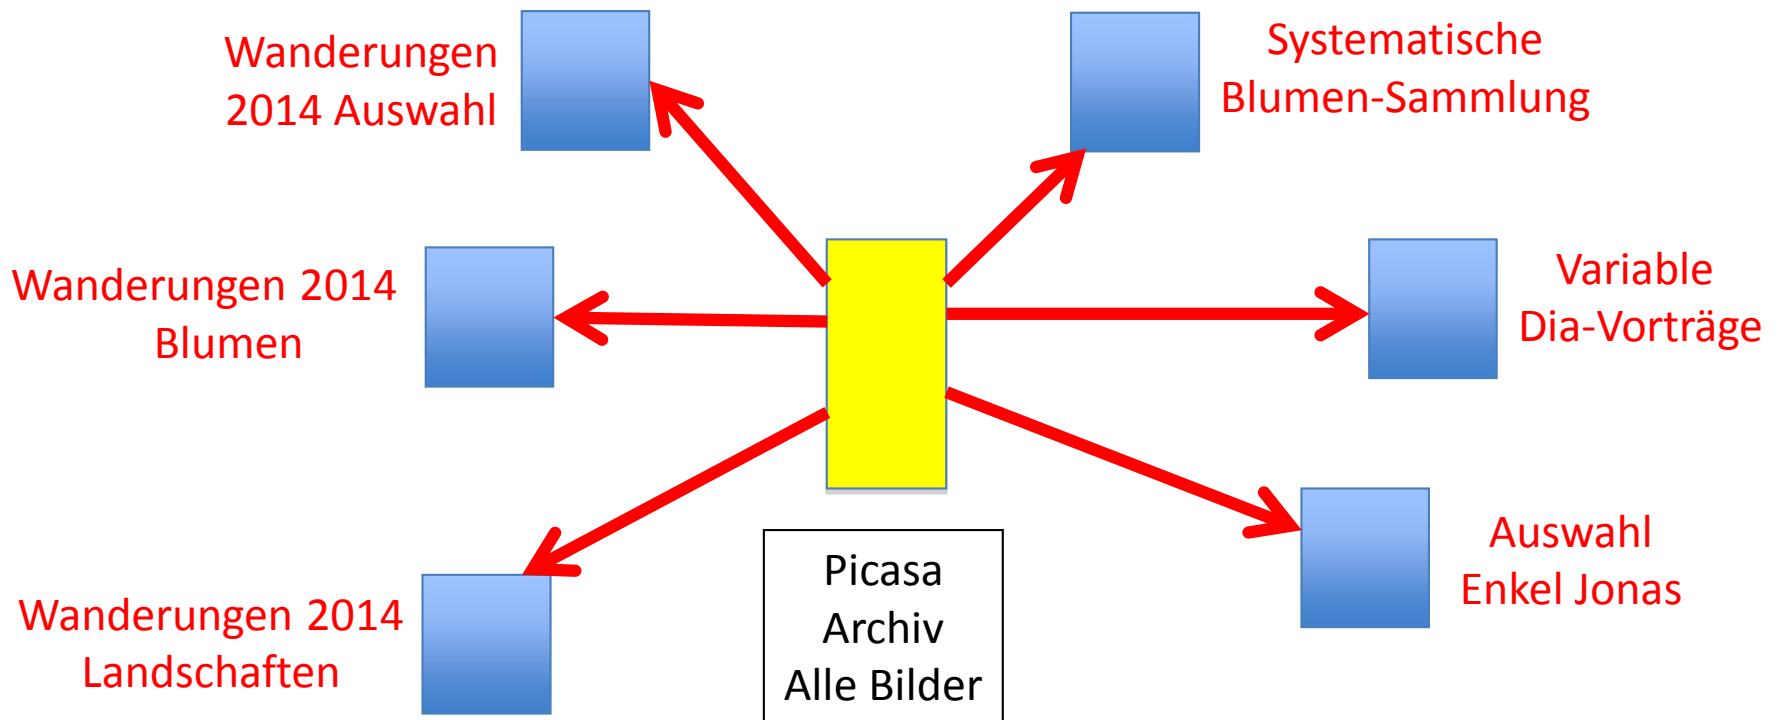 Wanderungen
2014 Auswahl
Systematische
Blumen-Sammlung
Wanderungen 2014
Blumen
Variable
Dia-Vorträge
Wanderungen 2014
Landschaften
Picasa
Archiv
Alle Bilder
Auswahl
Enkel Jonas